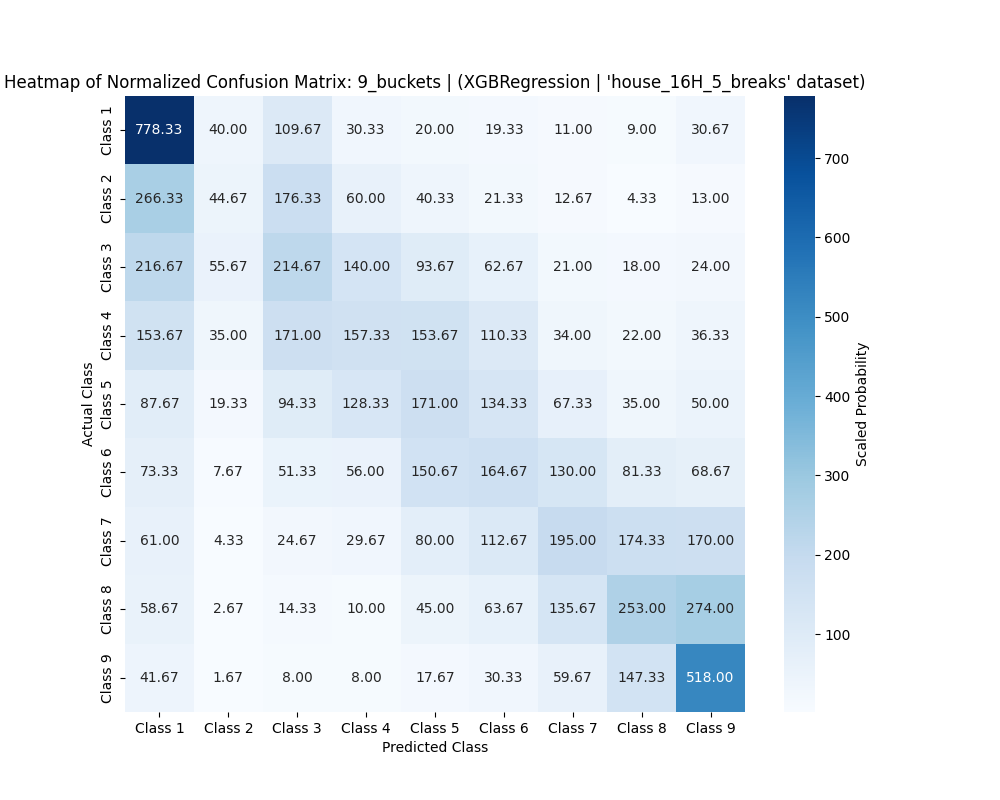 Heatmap of Normalized Confusion Matrix: 9_buckets | (XGBRegression | 'house_16H_5_breaks' dataset)
Actual Class
Class 1 778.33 40.00 109.67 30.33 20.00 19.33 11.00 9.00 30.67
Class 2 266.33 44.67 176.33 60.00 40.33 21.33 12.67 4.33 13.00
Class 3 216.67 55.67 214.67 140.00 93.67 62.67 21.00 18.00 24.00
Class 4 153.67 35.00 171.00 157.33 153.67 110.33 34.00 22.00 36.33
Class 5 87.67 19.33 94.33 128.33 171.00 134.33 67.33 35.00 50.00
Class 6 73.33 7.67 51.33 56.00 150.67 164.67 130.00 81.33 68.67
Class 7 61.00 4.33 24.67 29.67 80.00 112.67 195.00 174.33 170.00
Class 8 58.67 2.67 14.33 10.00 45.00 63.67 135.67 253.00 274.00
Class 9 41.67 1.67 8.00 8.00 17.67 30.33 59.67 147.33 518.00
Class 1 Class 2 Class 3 Class 4 Class 5 Class 6 Class 7 Class 8 Class 9
Predicted Class
700
600
500
400
300
200
100
Scaled Probability